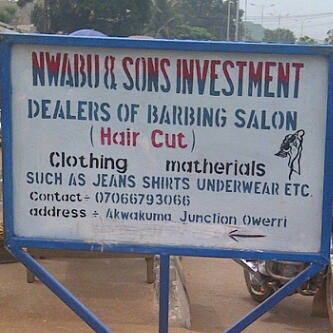 NWABU & SONS INVESTMENT
DEALERS OF BARBING SALON
(Hair Cut)
Clothing matherials
SUCH AS JEANS SHIRTS UNDERWEAR ETC.
Contact÷ 07066793066
address ÷ Akwakuma Junction Owerri